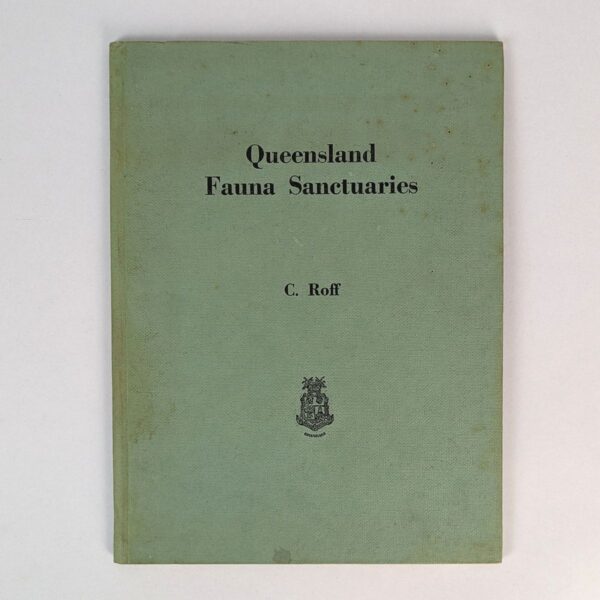 Queensland
Fauna Sanctuaries
C. Roff